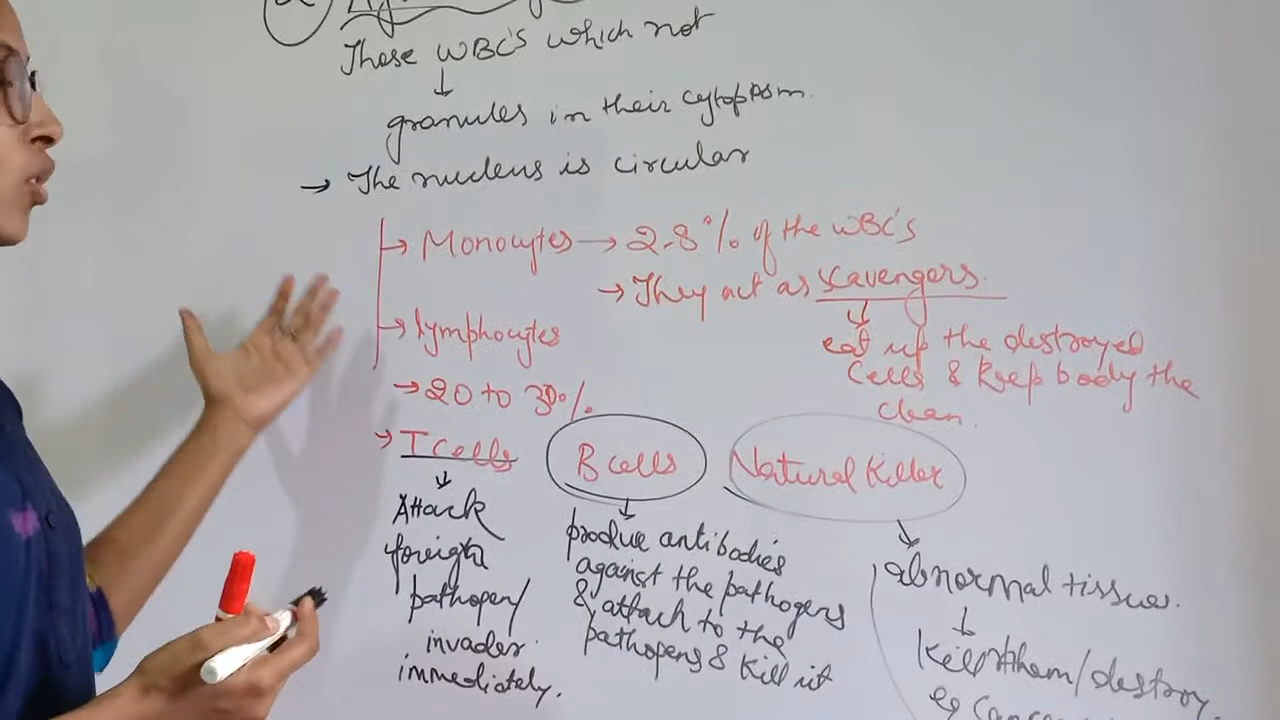 These WBC's which not
↓
granules in their cytoplasm.
→ The nucleus is circular
→ Monocytes → 2-8% of the WBC's
→ They act as scavengers.
↓
eat up the destroyed
cells & keep body the
clean.
→ lymphocytes
→ 20 to 30%
→ T cells
↓
Attack
foreign
pathogen/
invader
immediately.
B cells
↓
produce antibodies
against the pathogens
& attach to the
pathogens & kill it
Natural Killer
↓
abnormal tissues.
↓
Kill them/destroy.
eg